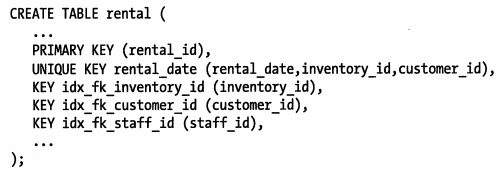 CREATE TABLE rental (
...
PRIMARY KEY (rental_id),
UNIQUE KEY rental_date (rental_date,inventory_id,customer_id),
KEY idx_fk_inventory_id (inventory_id),
KEY idx_fk_customer_id (customer_id),
KEY idx_fk_staff_id (staff_id),
...
);